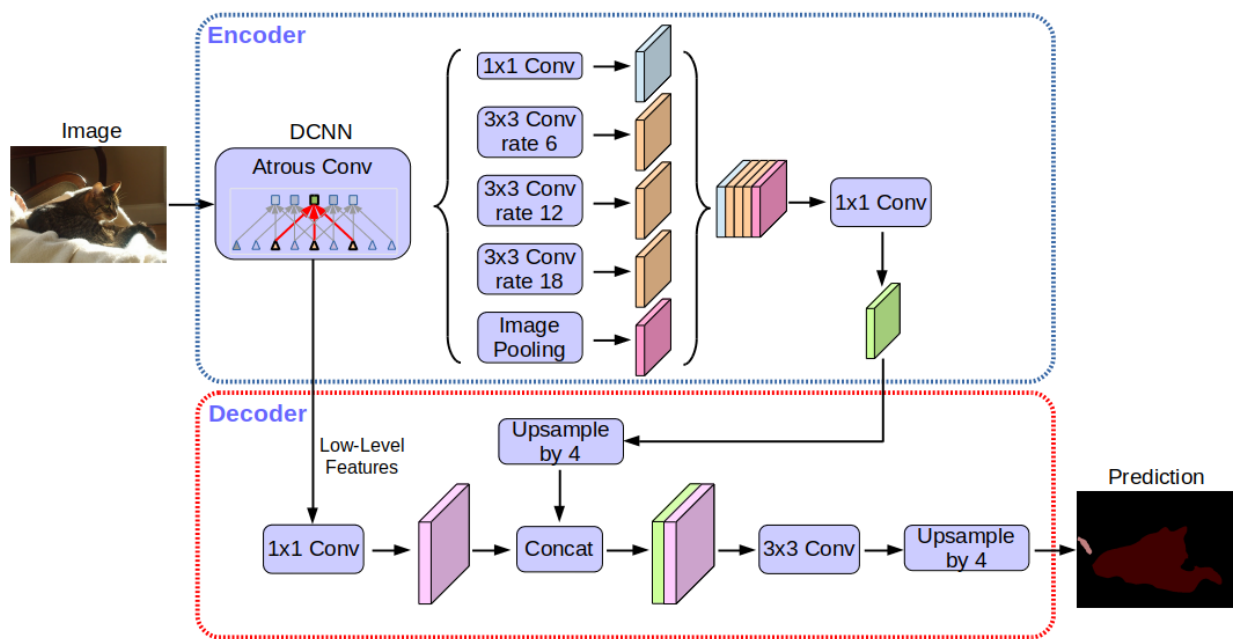 Encoder
Image
DCNN
Atrous Conv
1x1 Conv
3x3 Conv
rate 6
3x3 Conv
rate 12
3x3 Conv
rate 18
Image
Pooling
1x1 Conv
Decoder
Low-Level
Features
Upsample
by 4
1x1 Conv
Concat
3x3 Conv
Upsample
by 4
Prediction